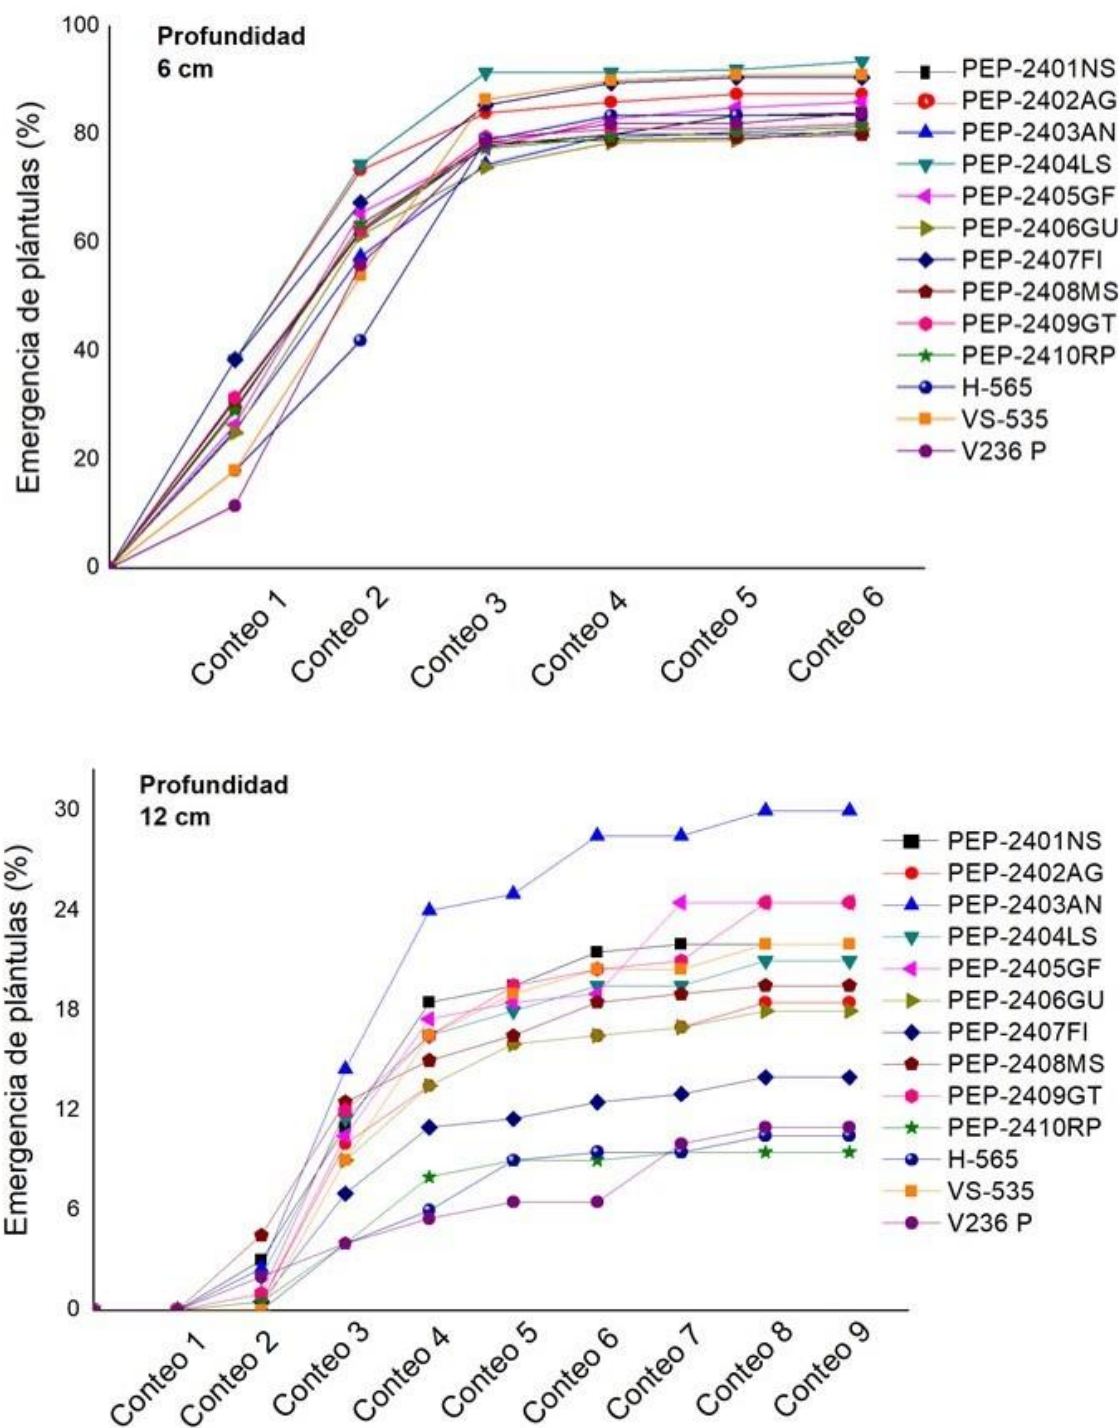 Profundidad
6 cm
Emergencia de plántulas (%)
100
80
60
40
20
0
Conteo 1
Conteo 2
Conteo 3
Conteo 4
Conteo 5
Conteo 6
PEP-2401NS
PEP-2402AG
PEP-2403AN
PEP-2404LS
PEP-2405GF
PEP-2406GU
PEP-2407FI
PEP-2408MS
PEP-2409GT
PEP-2410RP
H-565
VS-535
V236 P
Profundidad
12 cm
Emergencia de plántulas (%)
30
24
18
12
6
0
Conteo 1
Conteo 2
Conteo 3
Conteo 4
Conteo 5
Conteo 6
Conteo 7
Conteo 8
Conteo 9
PEP-2401NS
PEP-2402AG
PEP-2403AN
PEP-2404LS
PEP-2405GF
PEP-2406GU
PEP-2407FI
PEP-2408MS
PEP-2409GT
PEP-2410RP
H-565
VS-535
V236 P